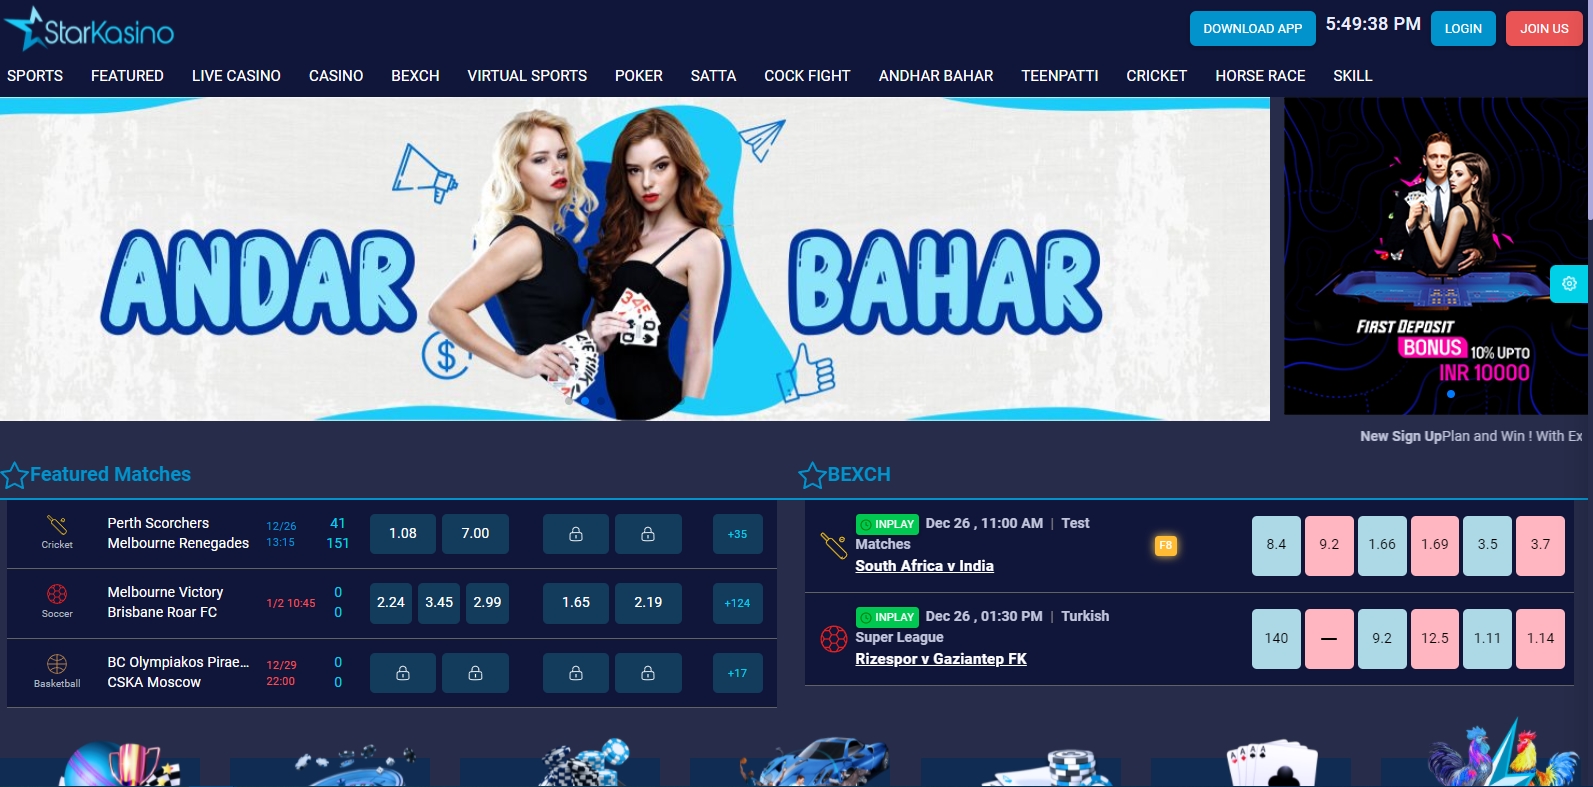 StarKasino
DOWNLOAD APP
5:49:38 PM
LOGIN
JOIN US
SPORTS
FEATURED
LIVE CASINO
CASINO
BEXCH
VIRTUAL SPORTS
POKER
SATTA
COCK FIGHT
ANDHAR BAHAR
TEENPATTI
CRICKET
HORSE RACE
SKILL
ANDAR
BAHAR
FIRST DEPOSIT
BONUS 10% UPTO
INR 10000
New Sign UpPlan and Win ! With Ex
Featured Matches
Cricket
Perth Scorchers
Melbourne Renegades
12/26
13:15
41
151
1.08
7.00
+35
Soccer
Melbourne Victory
Brisbane Roar FC
1/2 10:45
0
0
2.24
3.45
2.99
1.65
2.19
+124
Basketball
BC Olympiakos Pirae...
CSKA Moscow
12/29
22:00
0
0
+17
BEXCH
INPLAY Dec 26 , 11:00 AM | Test
Matches
South Africa v India
F8
8.4
9.2
1.66
1.69
3.5
3.7
INPLAY Dec 26 , 01:30 PM | Turkish
Super League
Rizespor v Gaziantep FK
140
—
9.2
12.5
1.11
1.14